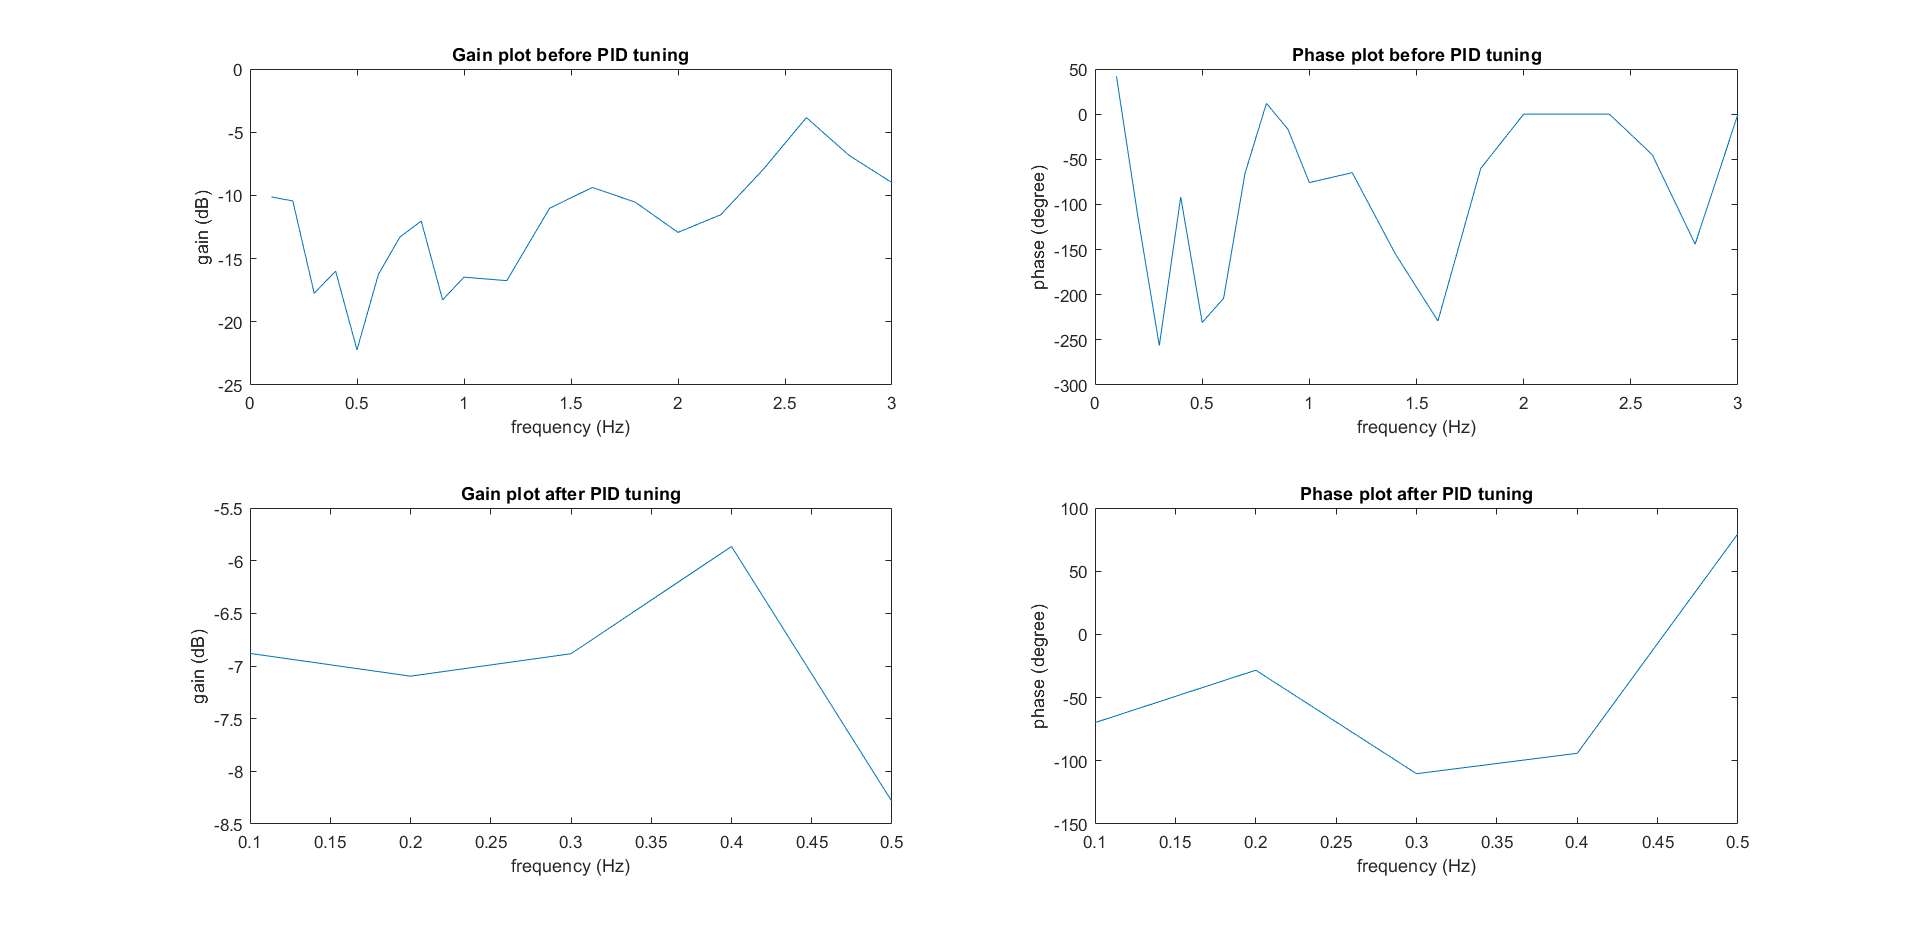 Gain plot before PID tuning
0
-5
-10
-15
-20
-25
gain (dB)
0 0.5 1 1.5 2 2.5 3
frequency (Hz)
Phase plot before PID tuning
50
0
-50
-100
-150
-200
-250
-300
phase (degree)
0 0.5 1 1.5 2 2.5 3
frequency (Hz)
Gain plot after PID tuning
-5.5
-6
-6.5
-7
-7.5
-8
-8.5
gain (dB)
0.1 0.15 0.2 0.25 0.3 0.35 0.4 0.45 0.5
frequency (Hz)
Phase plot after PID tuning
100
50
0
-50
-100
-150
phase (degree)
0.1 0.15 0.2 0.25 0.3 0.35 0.4 0.45 0.5
frequency (Hz)